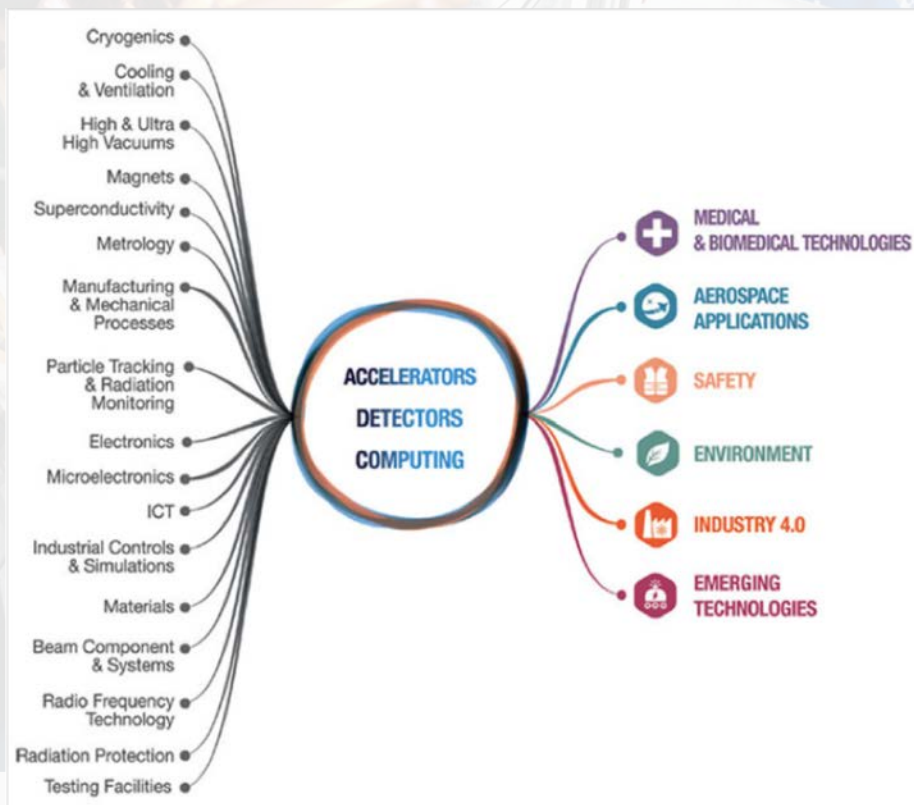 Cryogenics
Cooling
& Ventilation
High & Ultra
High Vacuums
Magnets
Superconductivity
Metrology
Manufacturing
& Mechanical
Processes
Particle Tracking
& Radiation
Monitoring
Electronics
Microelectronics
ICT
Industrial Controls
& Simulations
Materials
Beam Component
& Systems
Radio Frequency
Technology
Radiation Protection
Testing Facilities
ACCELERATORS
DETECTORS
COMPUTING
MEDICAL
& BIOMEDICAL TECHNOLOGIES
AEROSPACE
APPLICATIONS
SAFETY
ENVIRONMENT
INDUSTRY 4.0
EMERGING
TECHNOLOGIES